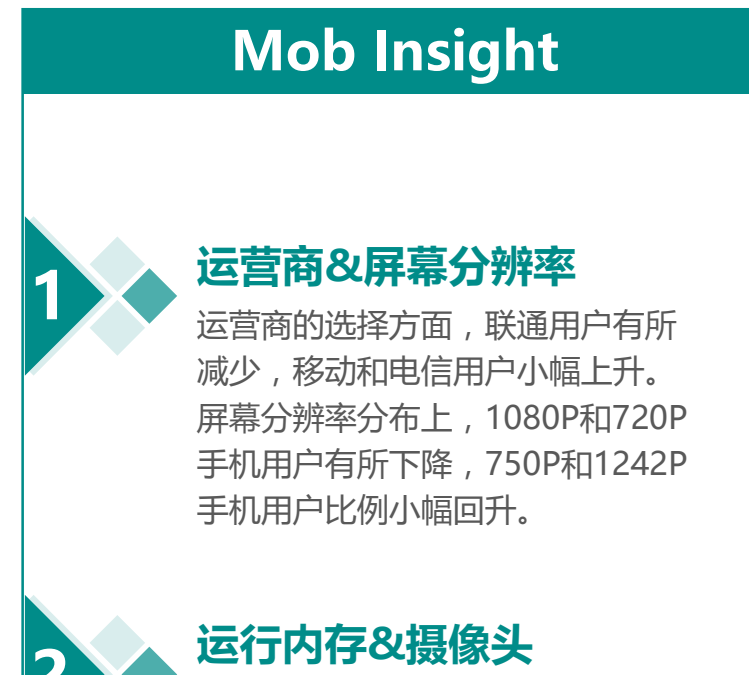 Mob Insight
1
运营商&屏幕分辨率
运营商的选择方面，联通用户有所
减少，移动和电信用户小幅上升。
屏幕分辨率分布上，1080P和720P
手机用户有所下降，750P和1242P
手机用户比例小幅回升。
2
运行内存&摄像头